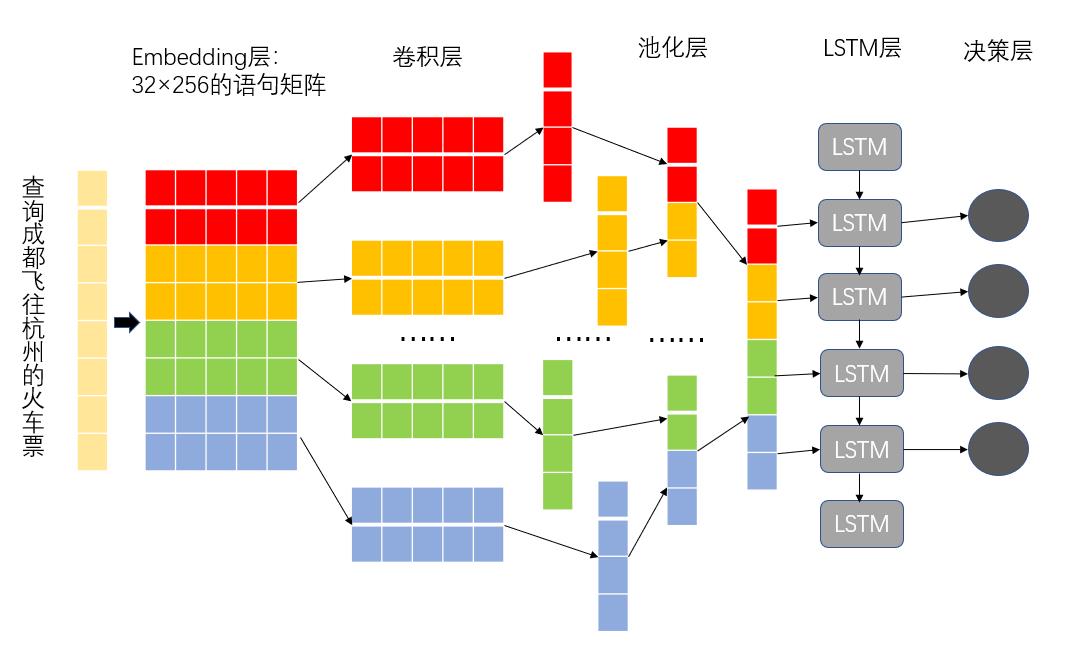 Embedding层：
32×256的语句矩阵
卷积层
池化层
LSTM层
决策层
查询成都飞往杭州的火车票
LSTM
LSTM
LSTM
LSTM
LSTM
LSTM
······
······
······